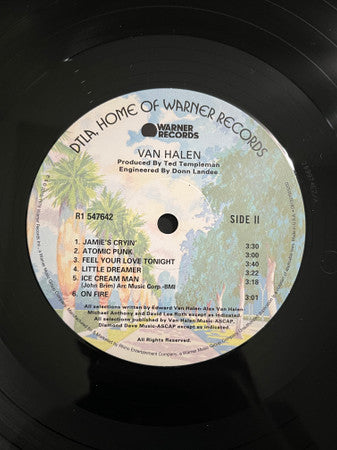 DTLA, HOME OF WARNER RECORDS
WARNER
RECORDS
VAN HALEN
Produced By Ted Templeman
Engineered By Donn Landee
R1 547642
SIDE II
1. JAMIE'S CRYIN' 3:30
2. ATOMIC PUNK 3:00
3. FEEL YOUR LOVE TONIGHT 3:40
4. LITTLE DREAMER 3:22
5. ICE CREAM MAN 3:18
(John Brim) Arc Music Corp.-BMI
6. ON FIRE 3:01
All selections written by Edward Van Halen Alex Van Halen
Michael Anthony and David Lee Roth except as indicated.
All selections published by Van Halen Music-ASCAP,
Diamond Dave Music-ASCAP except as indicated.
All Rights Reserved.